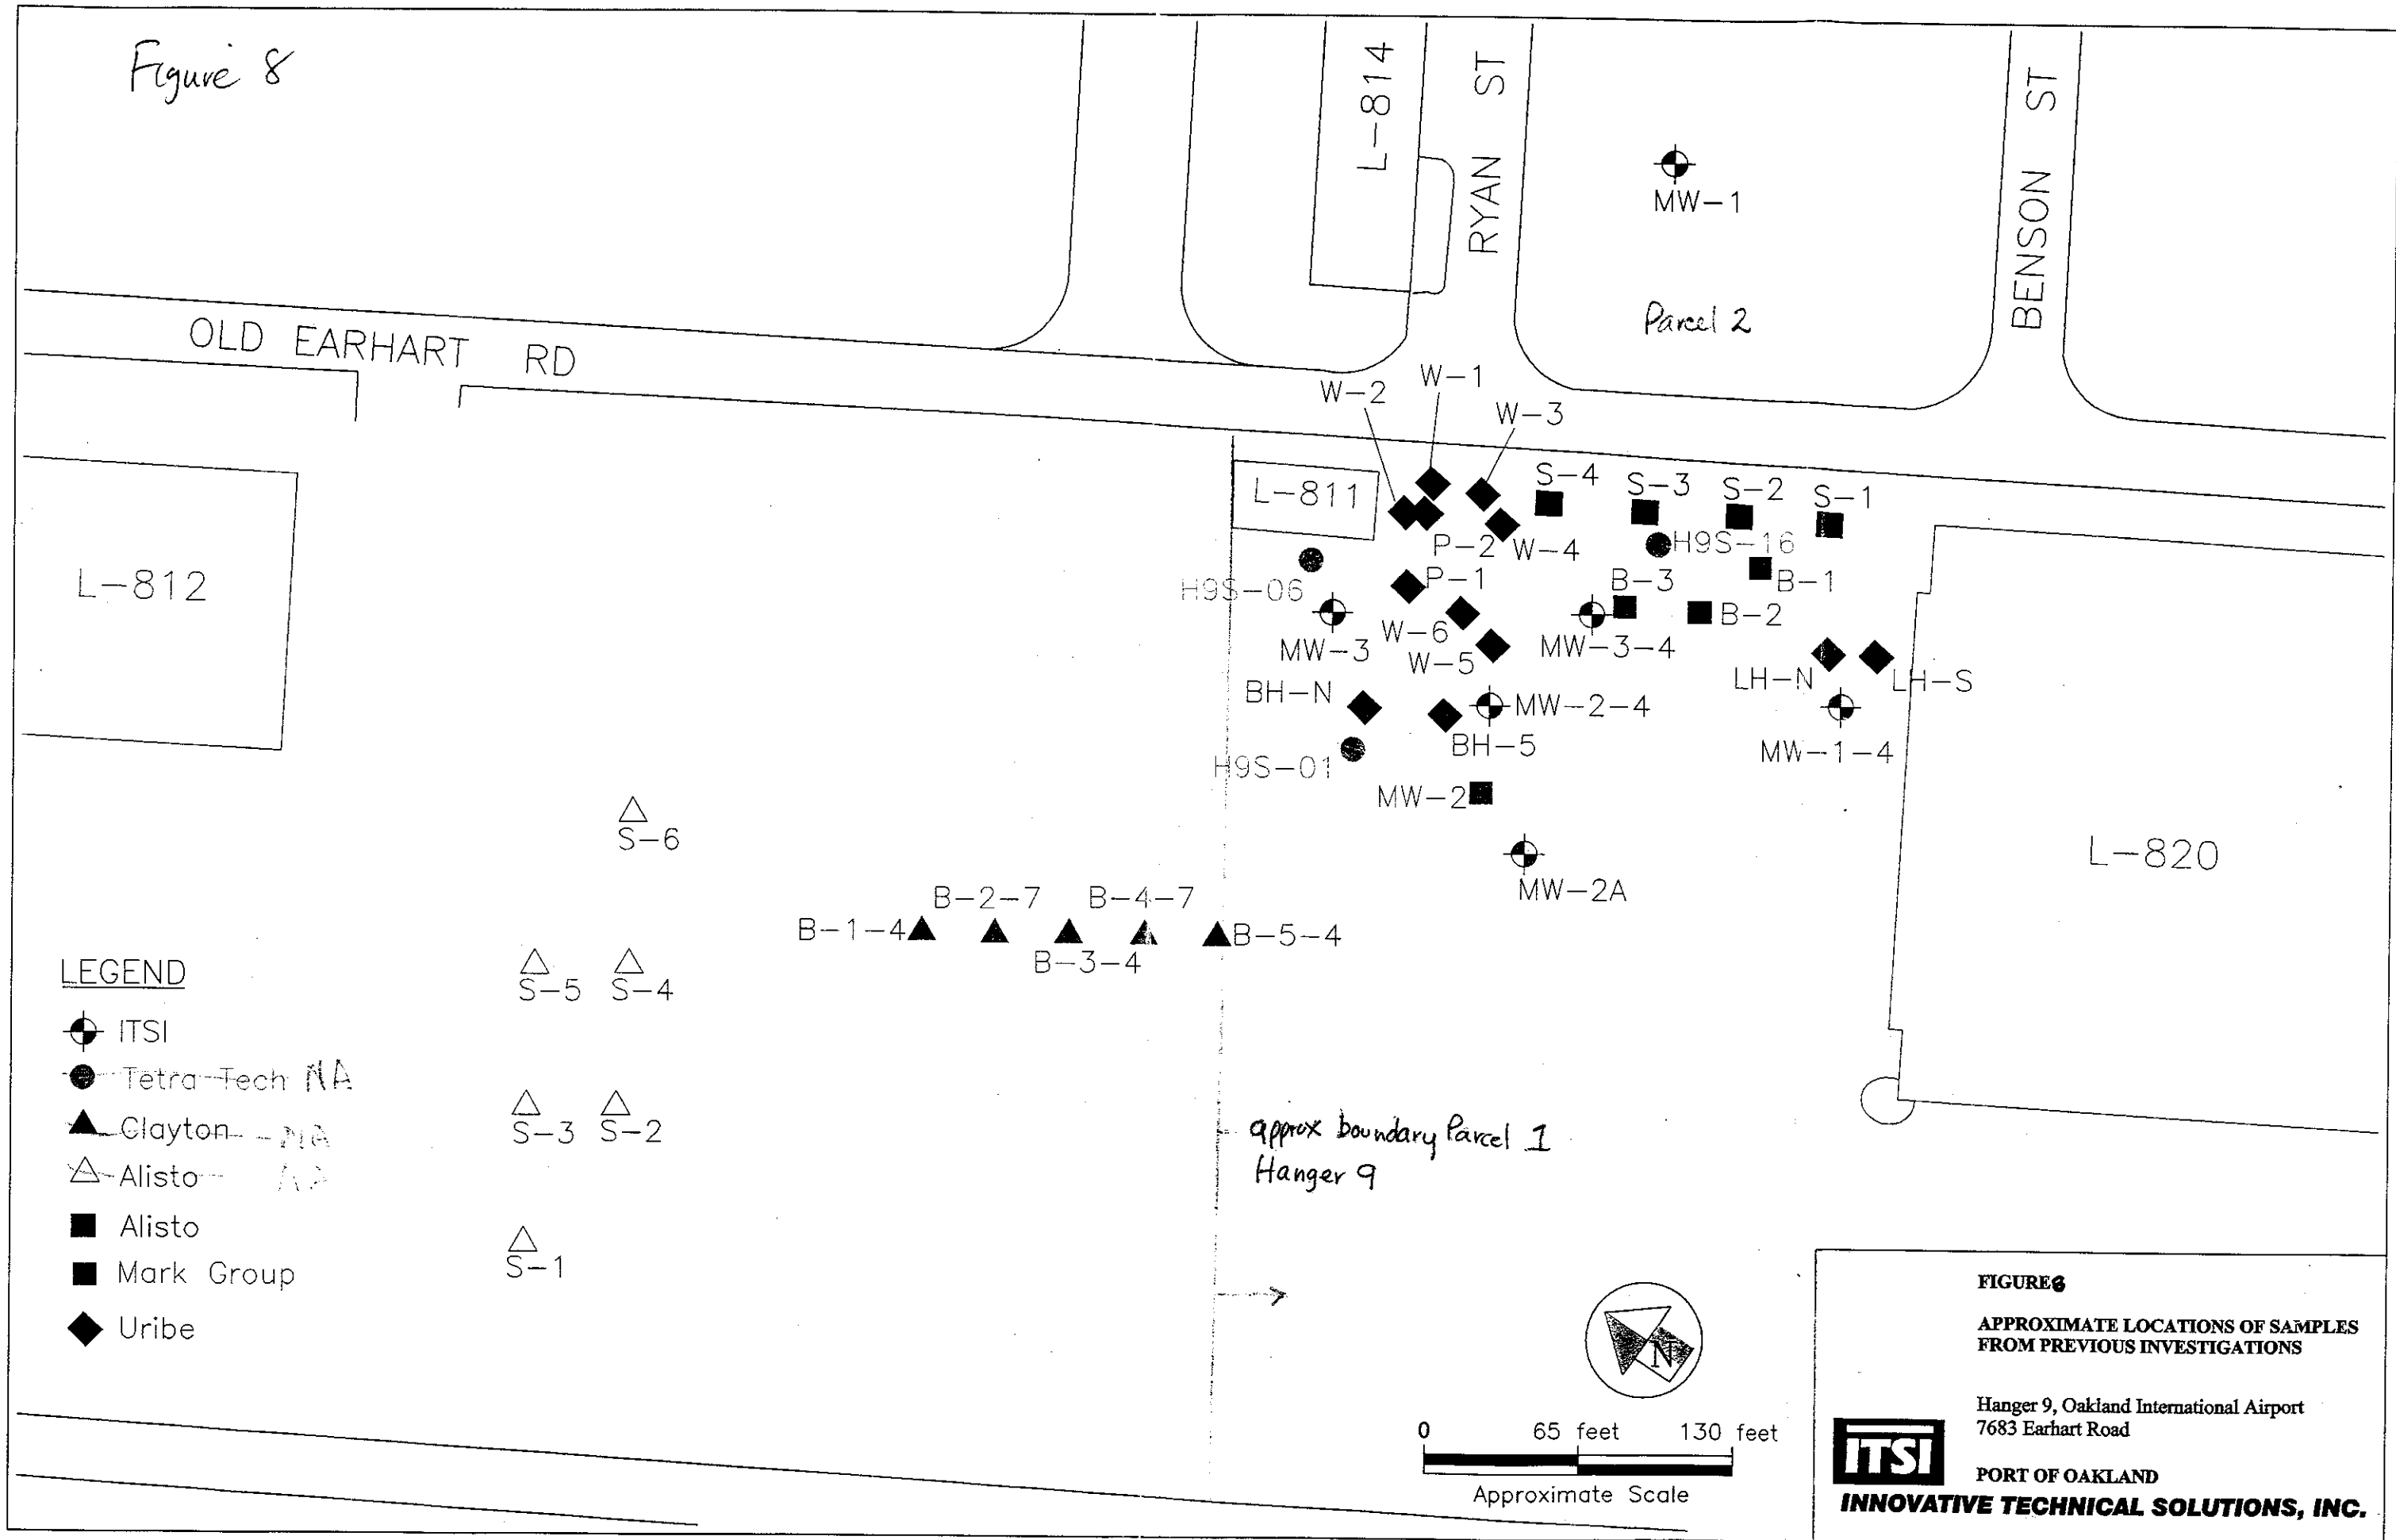 Figure 8
L-814
RYAN ST
BENSON ST
MW-1
Parcel 2
OLD EARHART RD
W-2
W-1
W-3
L-811
S-4
S-3
S-2
S-1
P-2
W-4
H9S-16
L-812
H9S-06
P-1
B-3
B-1
B-2
MW-3
W-6
W-5
MW-3-4
LH-N
LH-S
BH-N
MW-2-4
BH-5
MW-1-4
H9S-01
MW-2
S-6
L-820
MW-2A
B-2-7
B-4-7
B-1-4
B-3-4
B-5-4
S-5
S-4
S-3
S-2
S-1
LEGEND
ITSI
Tetra-Tech NA
Clayton NA
Alisto NA
Alisto
Mark Group
Uribe
approx boundary Parcel 1
Hanger 9
N
0 65 feet 130 feet
Approximate Scale
FIGURE
APPROXIMATE LOCATIONS OF SAMPLES
FROM PREVIOUS INVESTIGATIONS
Hanger 9, Oakland International Airport
7683 Earhart Road
ITSI
PORT OF OAKLAND
INNOVATIVE TECHNICAL SOLUTIONS, INC.